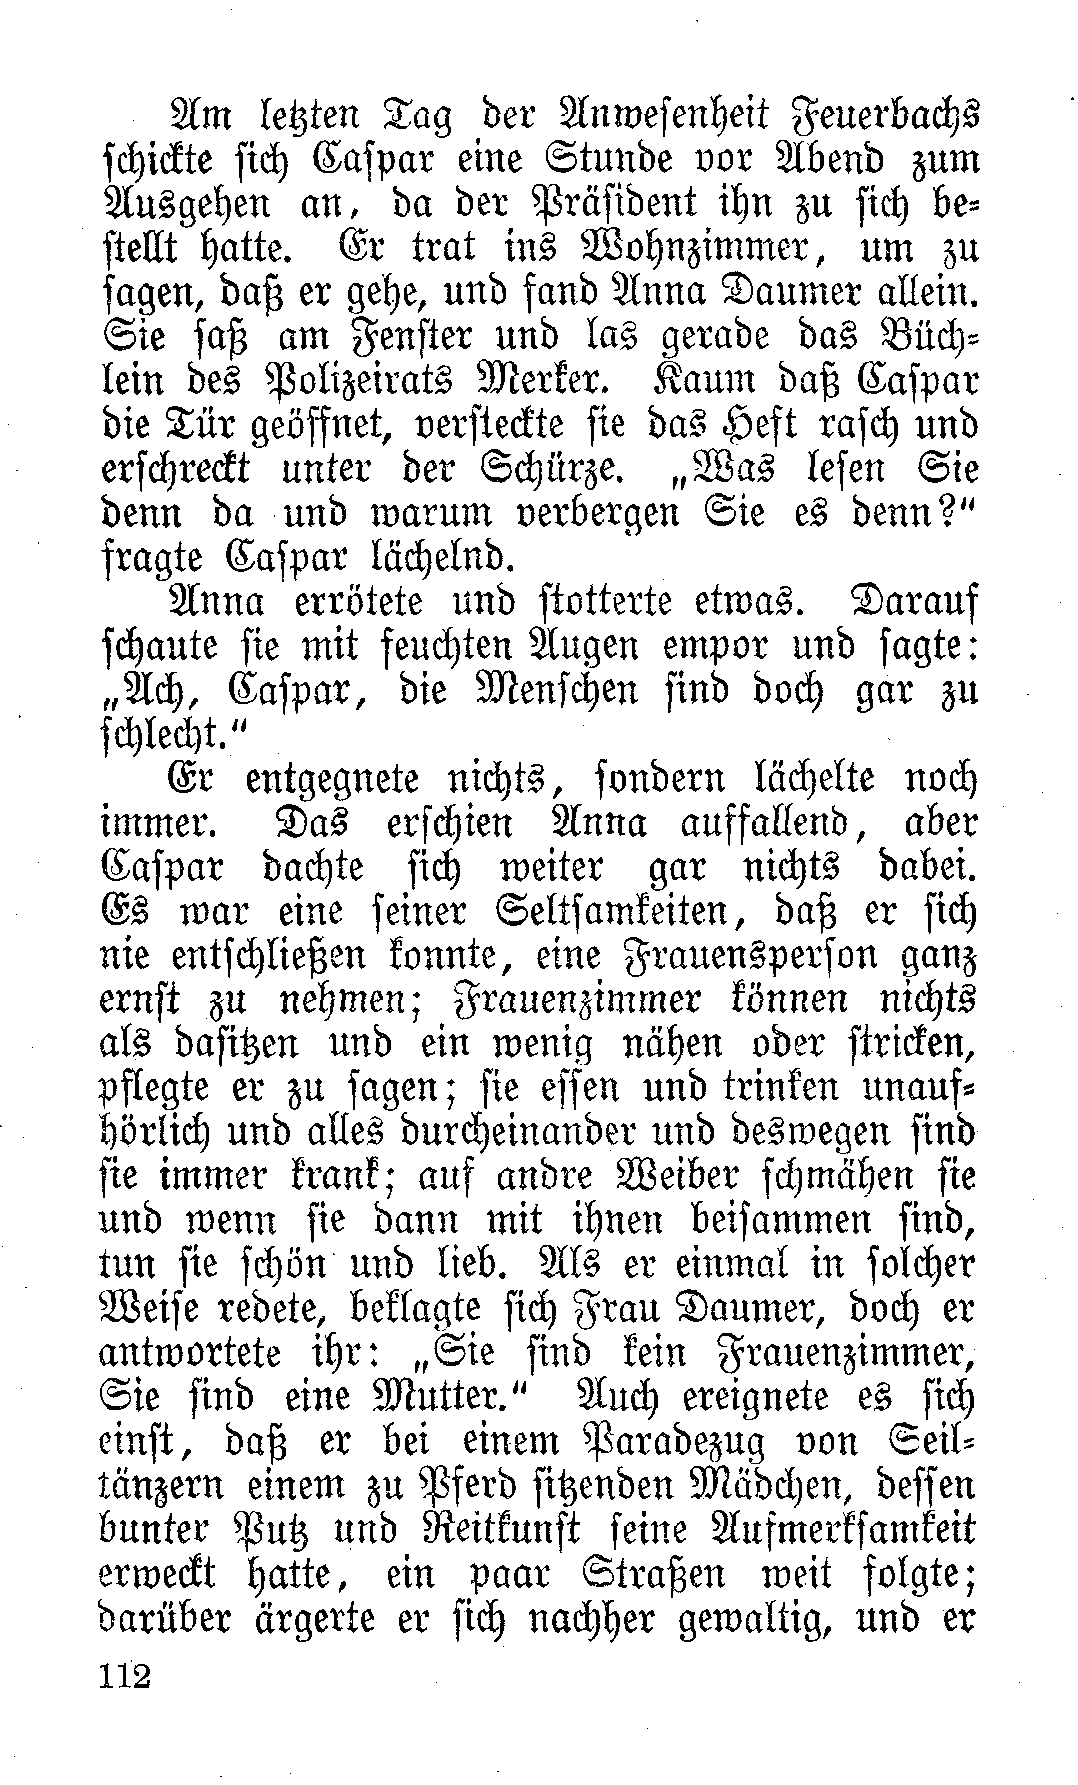 Am letzten Tag der Anwesenheit Feuerbachs
schickte sich Caspar eine Stunde vor Abend zum
Ausgehen an, da der Präsident ihn zu sich be-
stellt hatte. Er trat ins Wohnzimmer, um zu
sagen, daß er gehe, und fand Anna Daumer allein.
Sie saß am Fenster und las gerade das Büch-
lein des Polizeirats Merker. Kaum daß Caspar
die Tür geöffnet, versteckte sie das Heft rasch und
erschreckt unter der Schürze. „Was lesen Sie
denn da und warum verbergen Sie es denn?“
fragte Caspar lächelnd.
Anna errötete und stotterte etwas. Darauf
schaute sie mit feuchten Augen empor und sagte:
„Ach, Caspar, die Menschen sind doch gar zu
schlecht.“
Er entgegnete nichts, sondern lächelte noch
immer. Das erschien Anna auffallend, aber
Caspar dachte sich weiter gar nichts dabei.
Es war eine seiner Seltsamkeiten, daß er sich
nie entschließen konnte, eine Frauensperson ganz
ernst zu nehmen; Frauenzimmer können nichts
als dasitzen und ein wenig nähen oder stricken,
pflegte er zu sagen; sie essen und trinken unauf-
hörlich und alles durcheinander und deswegen sind
sie immer krank; auf andre Weiber schmähen sie
und wenn sie dann mit ihnen beisammen sind,
tun sie schön und lieb. Als er einmal in solcher
Weise redete, beklagte sich Frau Daumer, doch er
antwortete ihr: „Sie sind kein Frauenzimmer,
Sie sind eine Mutter.“ Auch ereignete es sich
einst, daß er bei einem Paradezug von Seil-
tänzern einem zu Pferd sitzenden Mädchen, dessen
bunter Putz und Reitkunst seine Aufmerksamkeit
erweckt hatte, ein paar Straßen weit folgte;
darüber ärgerte er sich nachher gewaltig, und er
112